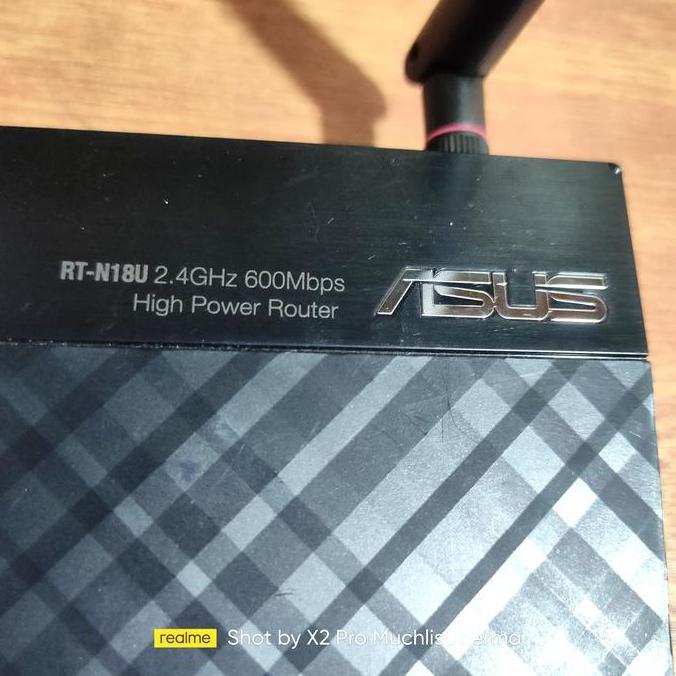 RT-N18U 2.4GHz 600Mbps
High Power Router
ASUS
realme Shot by X2 Pro